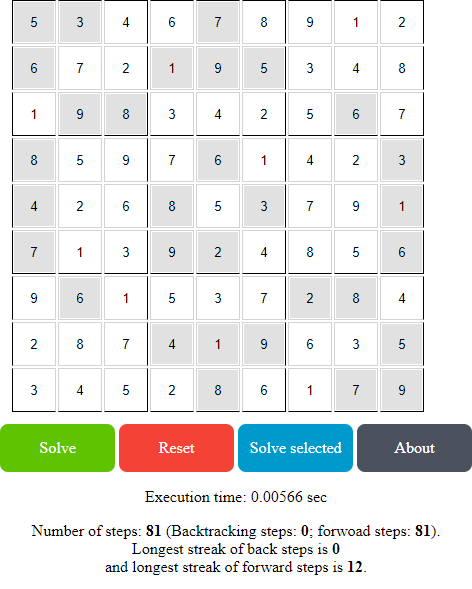 5 3 4 6 7 8 9 1 2
6 7 2 1 9 5 3 4 8
1 9 8 3 4 2 5 6 7
8 5 9 7 6 1 4 2 3
4 2 6 8 5 3 7 9 1
7 1 3 9 2 4 8 5 6
9 6 1 5 3 7 2 8 4
2 8 7 4 1 9 6 3 5
3 4 5 2 8 6 1 7 9
Solve Reset Solve selected About
Execution time: 0.00566 sec
Number of steps: 81 (Backtracking steps: 0; forwoad steps: 81).
Longest streak of back steps is 0
and longest streak of forward steps is 12.